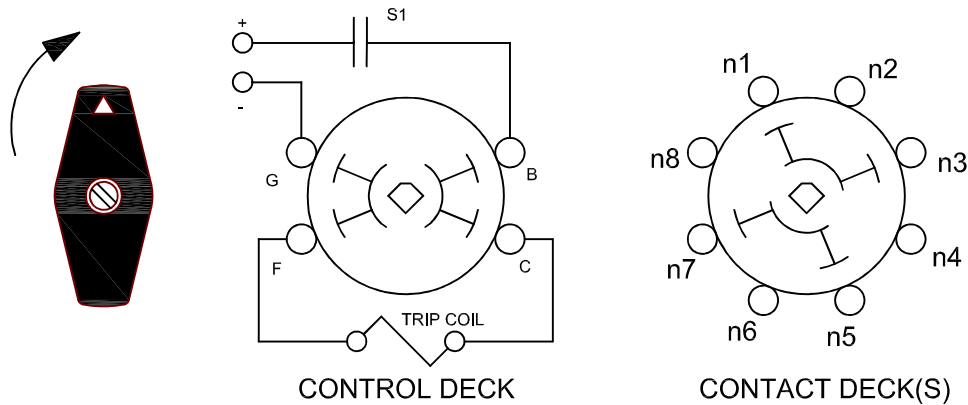 S1
+
-
G
B
F
C
TRIP COIL
CONTROL DECK
n1
n2
n8
n3
n7
n4
n6
n5
CONTACT DECK(S)